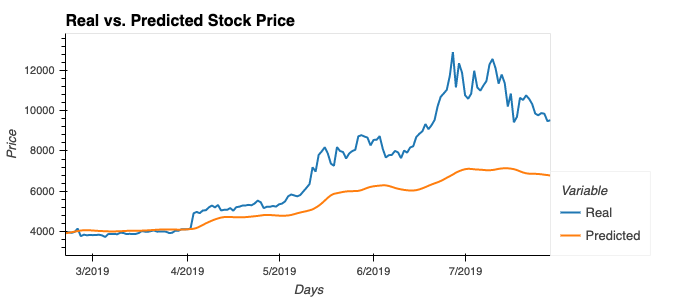 Real vs. Predicted Stock Price
Price
12000
10000
8000
6000
4000
3/2019 4/2019 5/2019 6/2019 7/2019
Days
Variable
Real
Predicted